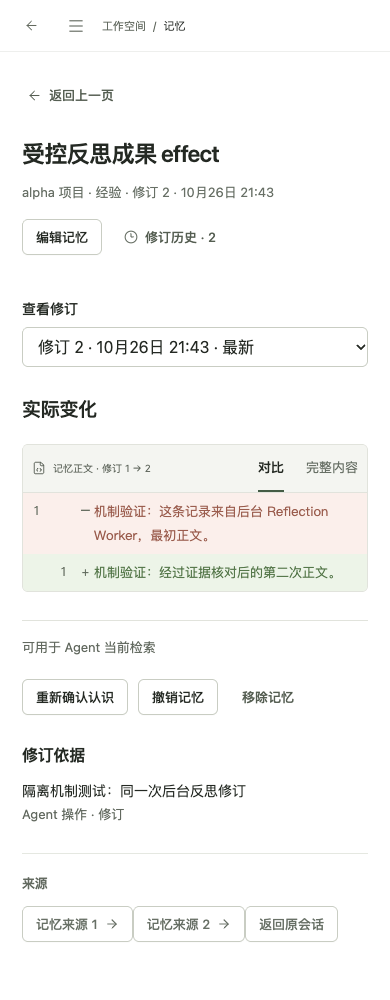 工作空间 / 记忆
返回上一页
受控反思成果 effect
alpha 项目 · 经验 · 修订 2 · 10月26日 21:43
编辑记忆 修订历史 · 2
查看修订
修订 2 · 10月26日 21:43 · 最新
实际变化
记忆正文 · 修订 1 → 2 对比 完整内容
1 − 机制验证：这条记录来自后台 Reflection
Worker，最初正文。
1 + 机制验证：经过证据核对后的第二次正文。
可用于 Agent 当前检索
重新确认认识 撤销记忆 移除记忆
修订依据
隔离机制测试：同一次后台反思修订
Agent 操作 · 修订
来源
记忆来源 1 → 记忆来源 2 → 返回原会话